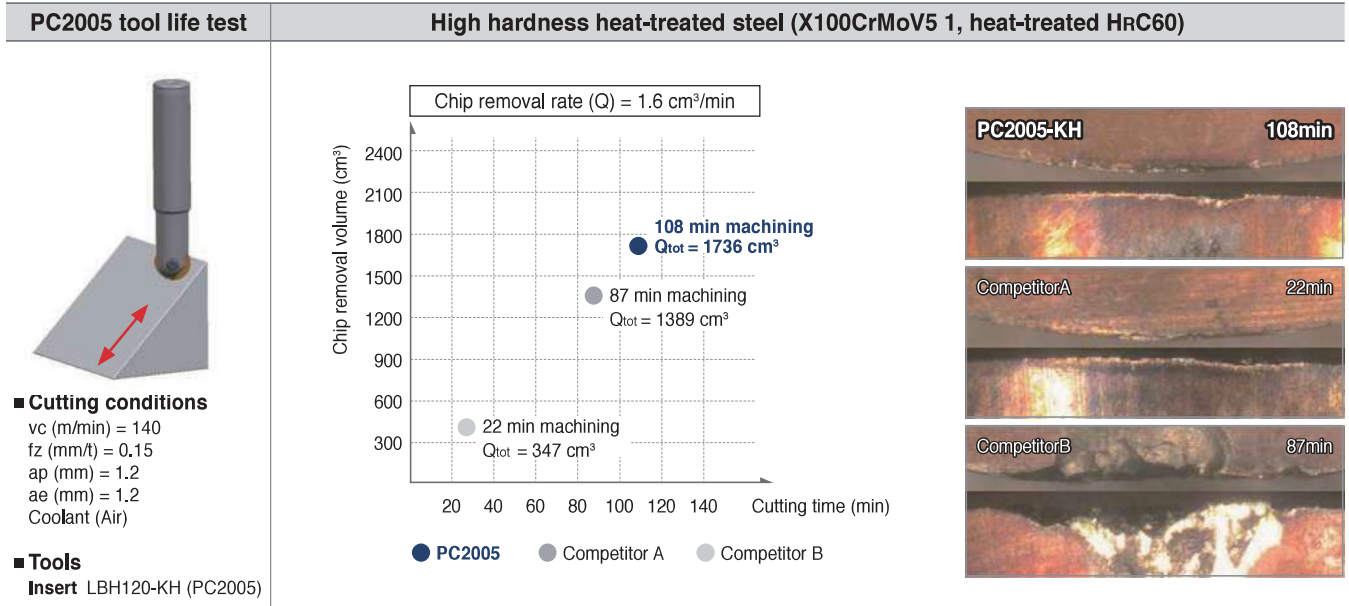 PC2005 tool life test
High hardness heat-treated steel (X100CrMoV5 1, heat-treated HRC60)
■ Cutting conditions
vc (m/min) = 140
fz (mm/t) = 0.15
ap (mm) = 1.2
ae (mm) = 1.2
Coolant (Air)
■ Tools
Insert LBH120-KH (PC2005)
Chip removal rate (Q) = 1.6 cm³/min
Chip removal volume (cm³)
2400
2100
1800
1500
1200
900
600
300
108 min machining
Qtot = 1736 cm³
87 min machining
Qtot = 1389 cm³
22 min machining
Qtot = 347 cm³
20 40 60 80 100 120 140 Cutting time (min)
PC2005 Competitor A Competitor B
PC2005-KH 108min
CompetitorA 22min
CompetitorB 87min